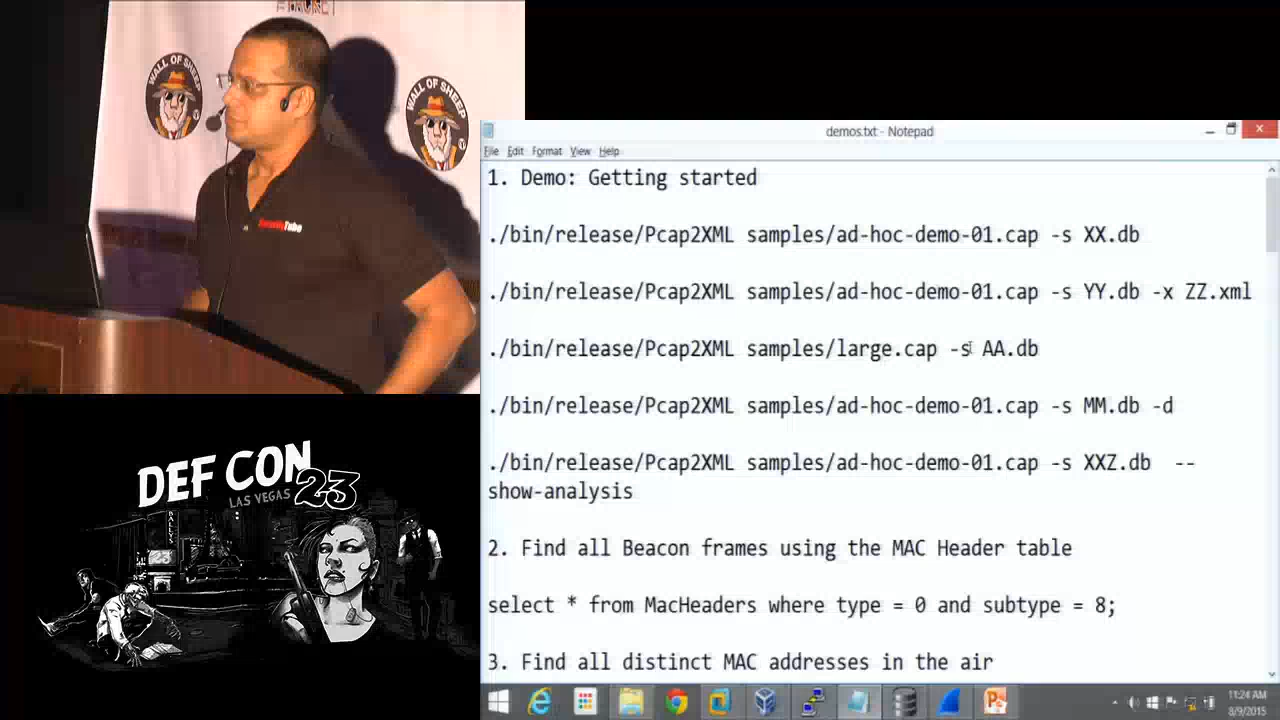 WALL OF SHEEP
WALL OF SHEEP
DEF CON 23
LAS VEGAS
BALLY'S
demos.txt - Notepad
File Edit Format View Help
1. Demo: Getting started
./bin/release/Pcap2XML samples/ad-hoc-demo-01.cap -s XX.db
./bin/release/Pcap2XML samples/ad-hoc-demo-01.cap -s YY.db -x ZZ.xml
./bin/release/Pcap2XML samples/large.cap -s AA.db
./bin/release/Pcap2XML samples/ad-hoc-demo-01.cap -s MM.db -d
./bin/release/Pcap2XML samples/ad-hoc-demo-01.cap -s XXZ.db --
show-analysis
2. Find all Beacon frames using the MAC Header table
select * from MacHeaders where type = 0 and subtype = 8;
3. Find all distinct MAC addresses in the air
11:24 AM
8/9/2015